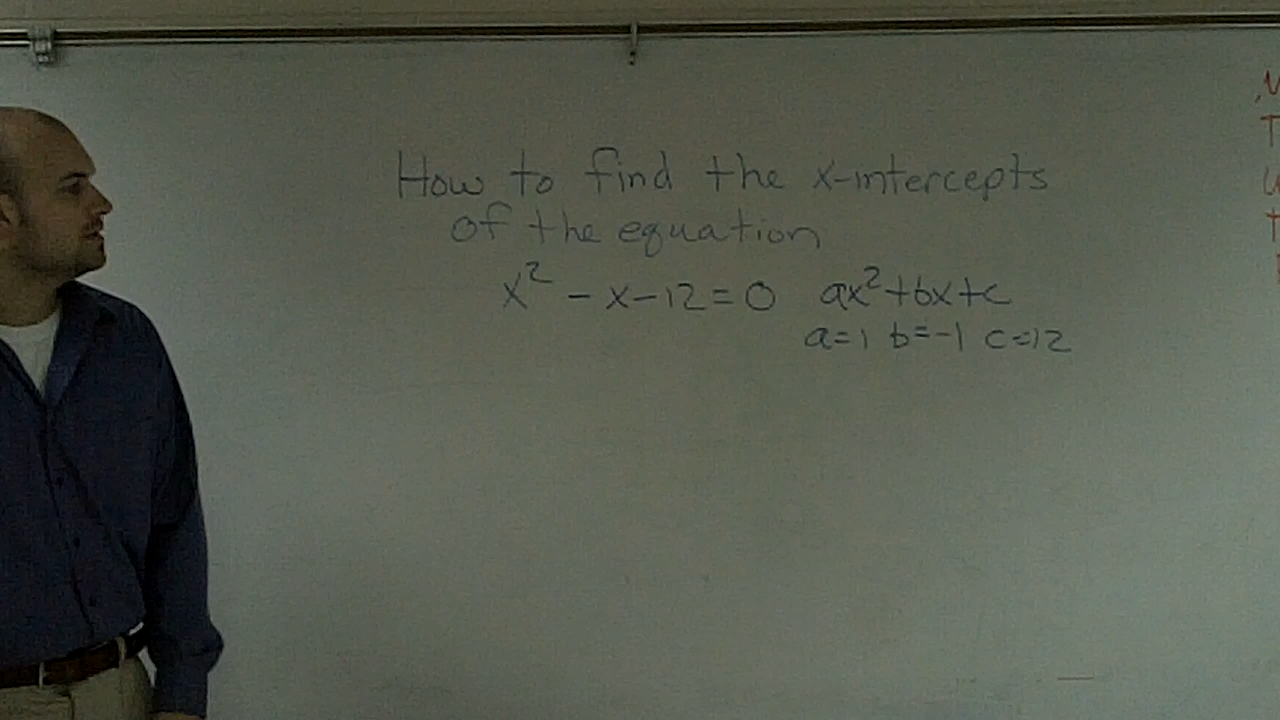 How to find the x-intercepts
of the equation
x² - x - 12 = 0 ax² + bx + c
a=1 b=-1 c=12